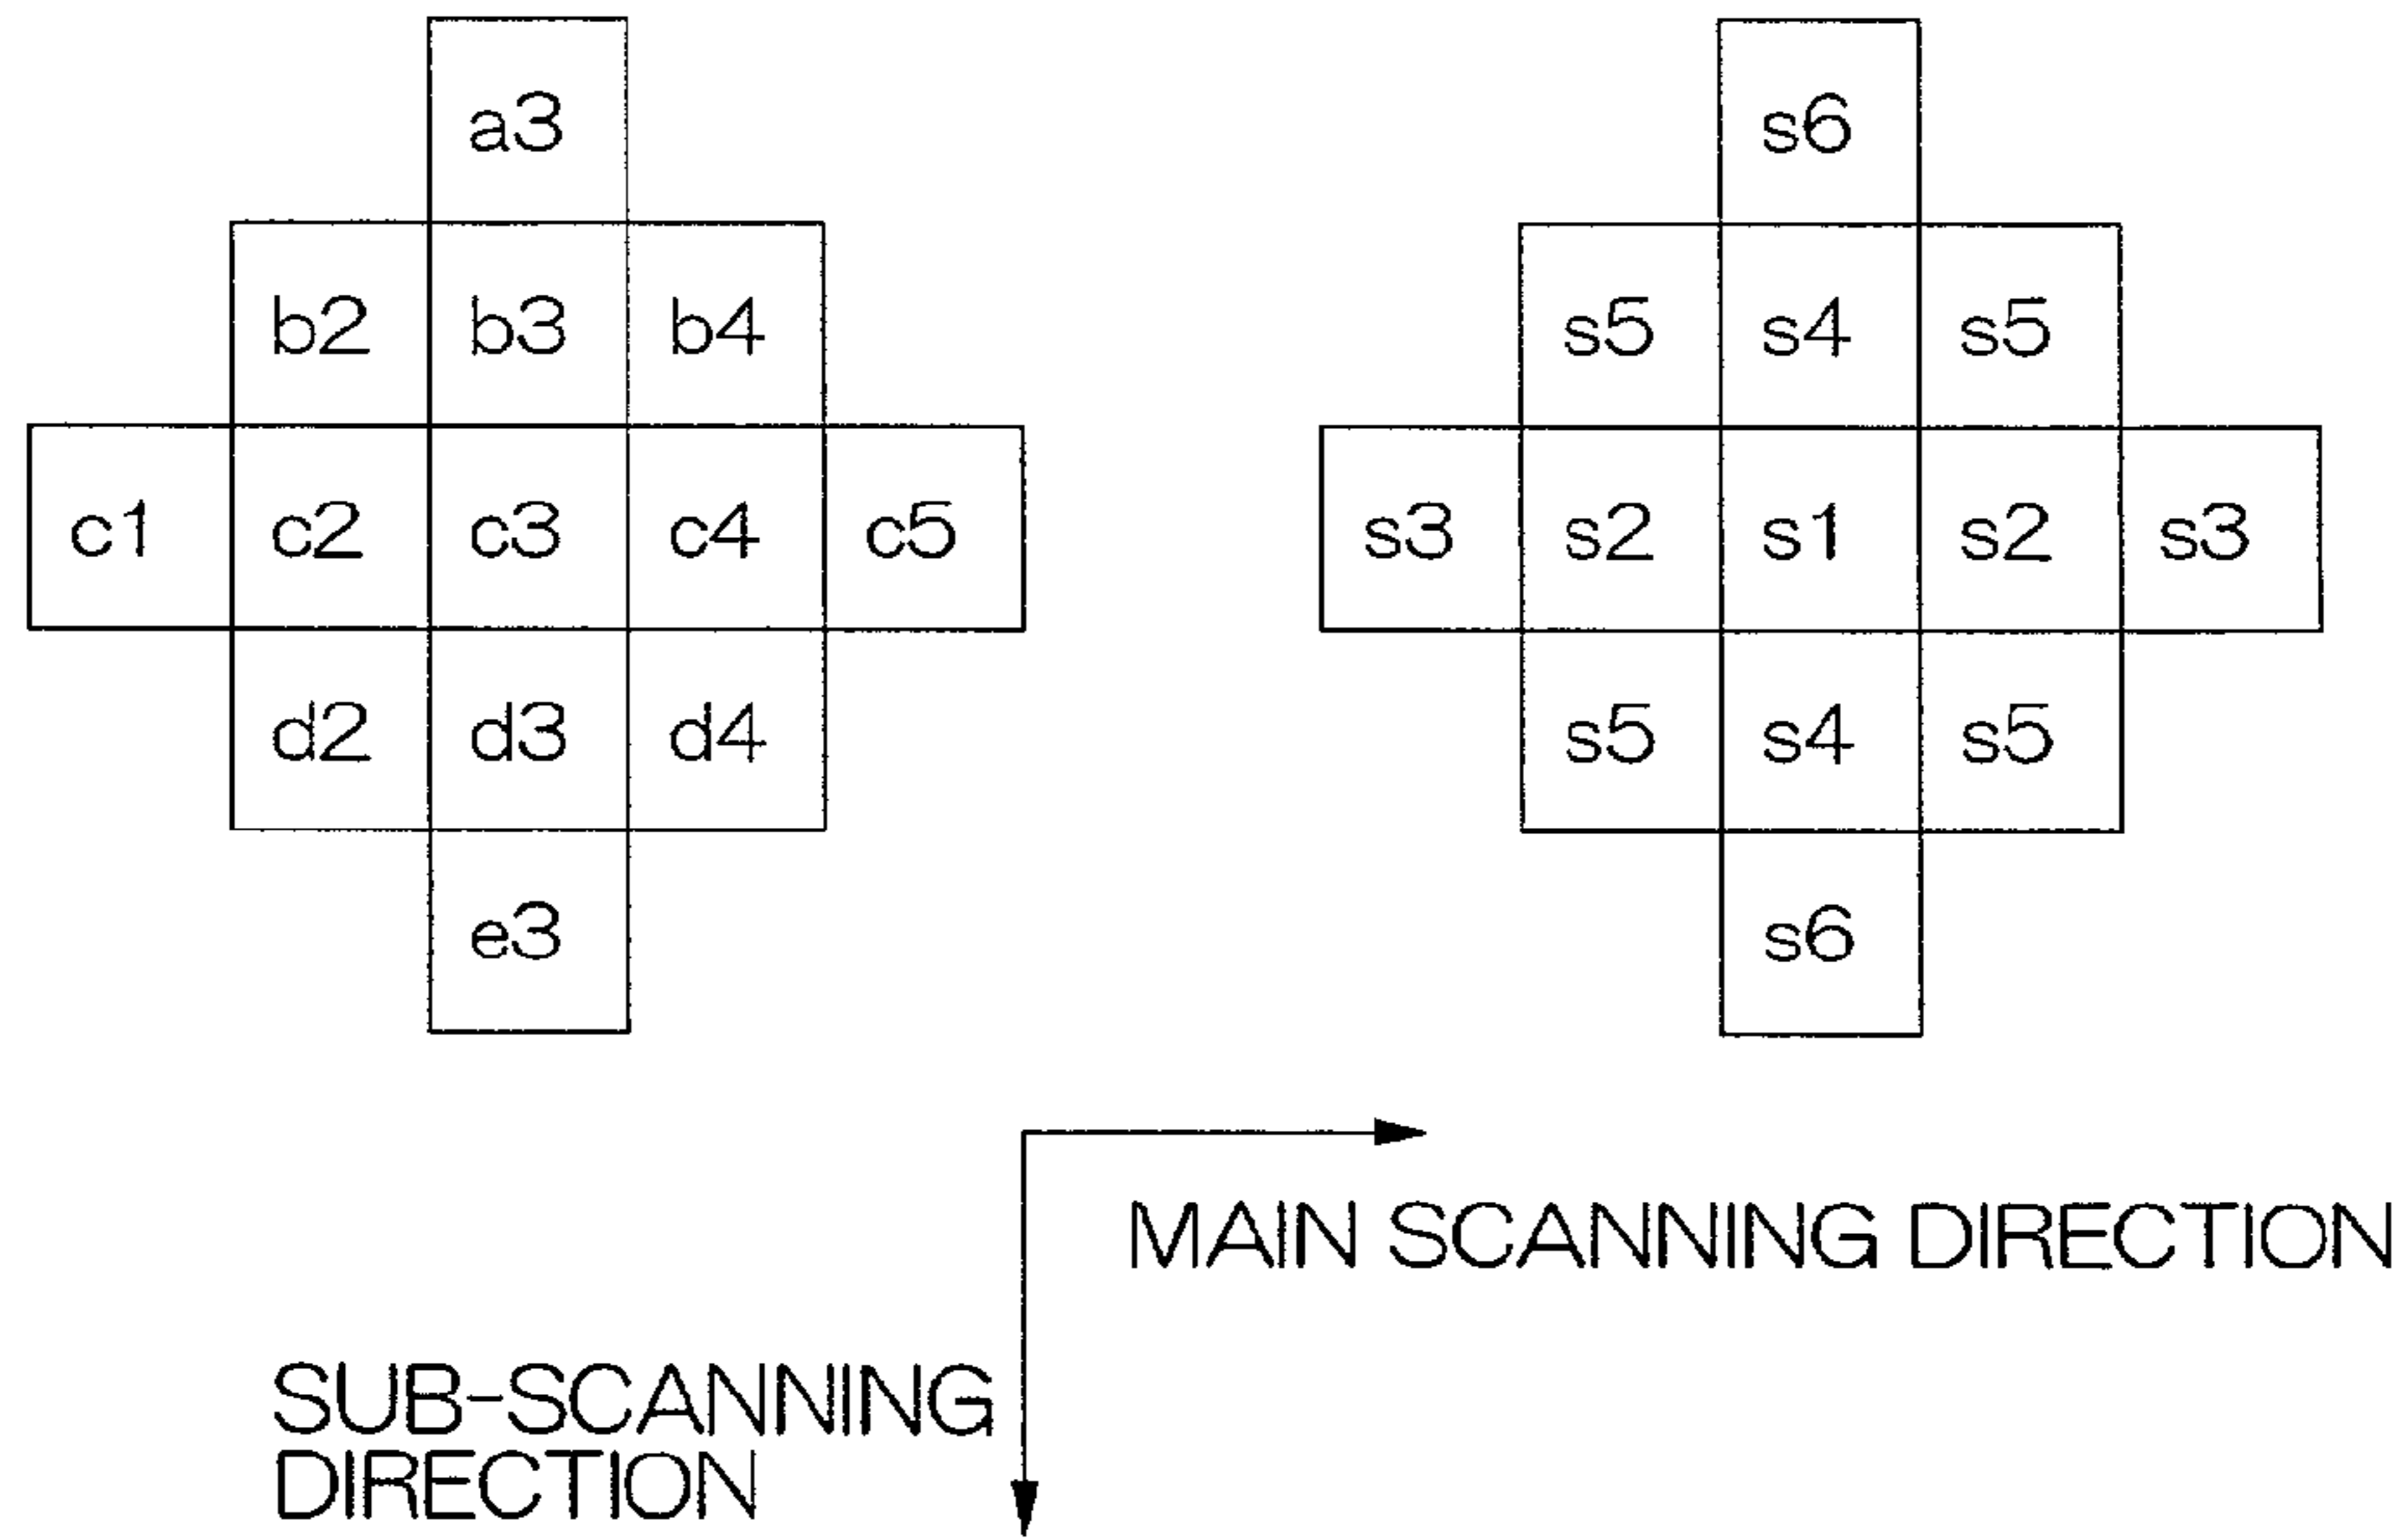 a3
b2 b3 b4
c1 c2 c3 c4 c5
d2 d3 d4
e3
s6
s5 s4 s5
s3 s2 s1 s2 s3
s5 s4 s5
s6
MAIN SCANNING DIRECTION
SUB-SCANNING
DIRECTION